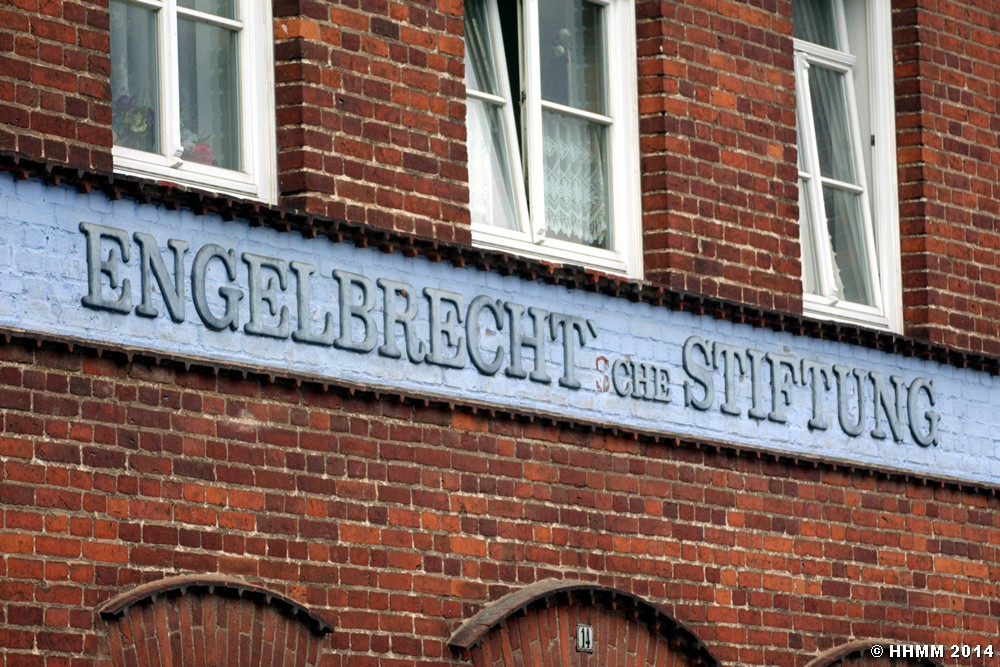 ENGELBRECHT`SCHE STIFTUNG
14
© HHMM 2014